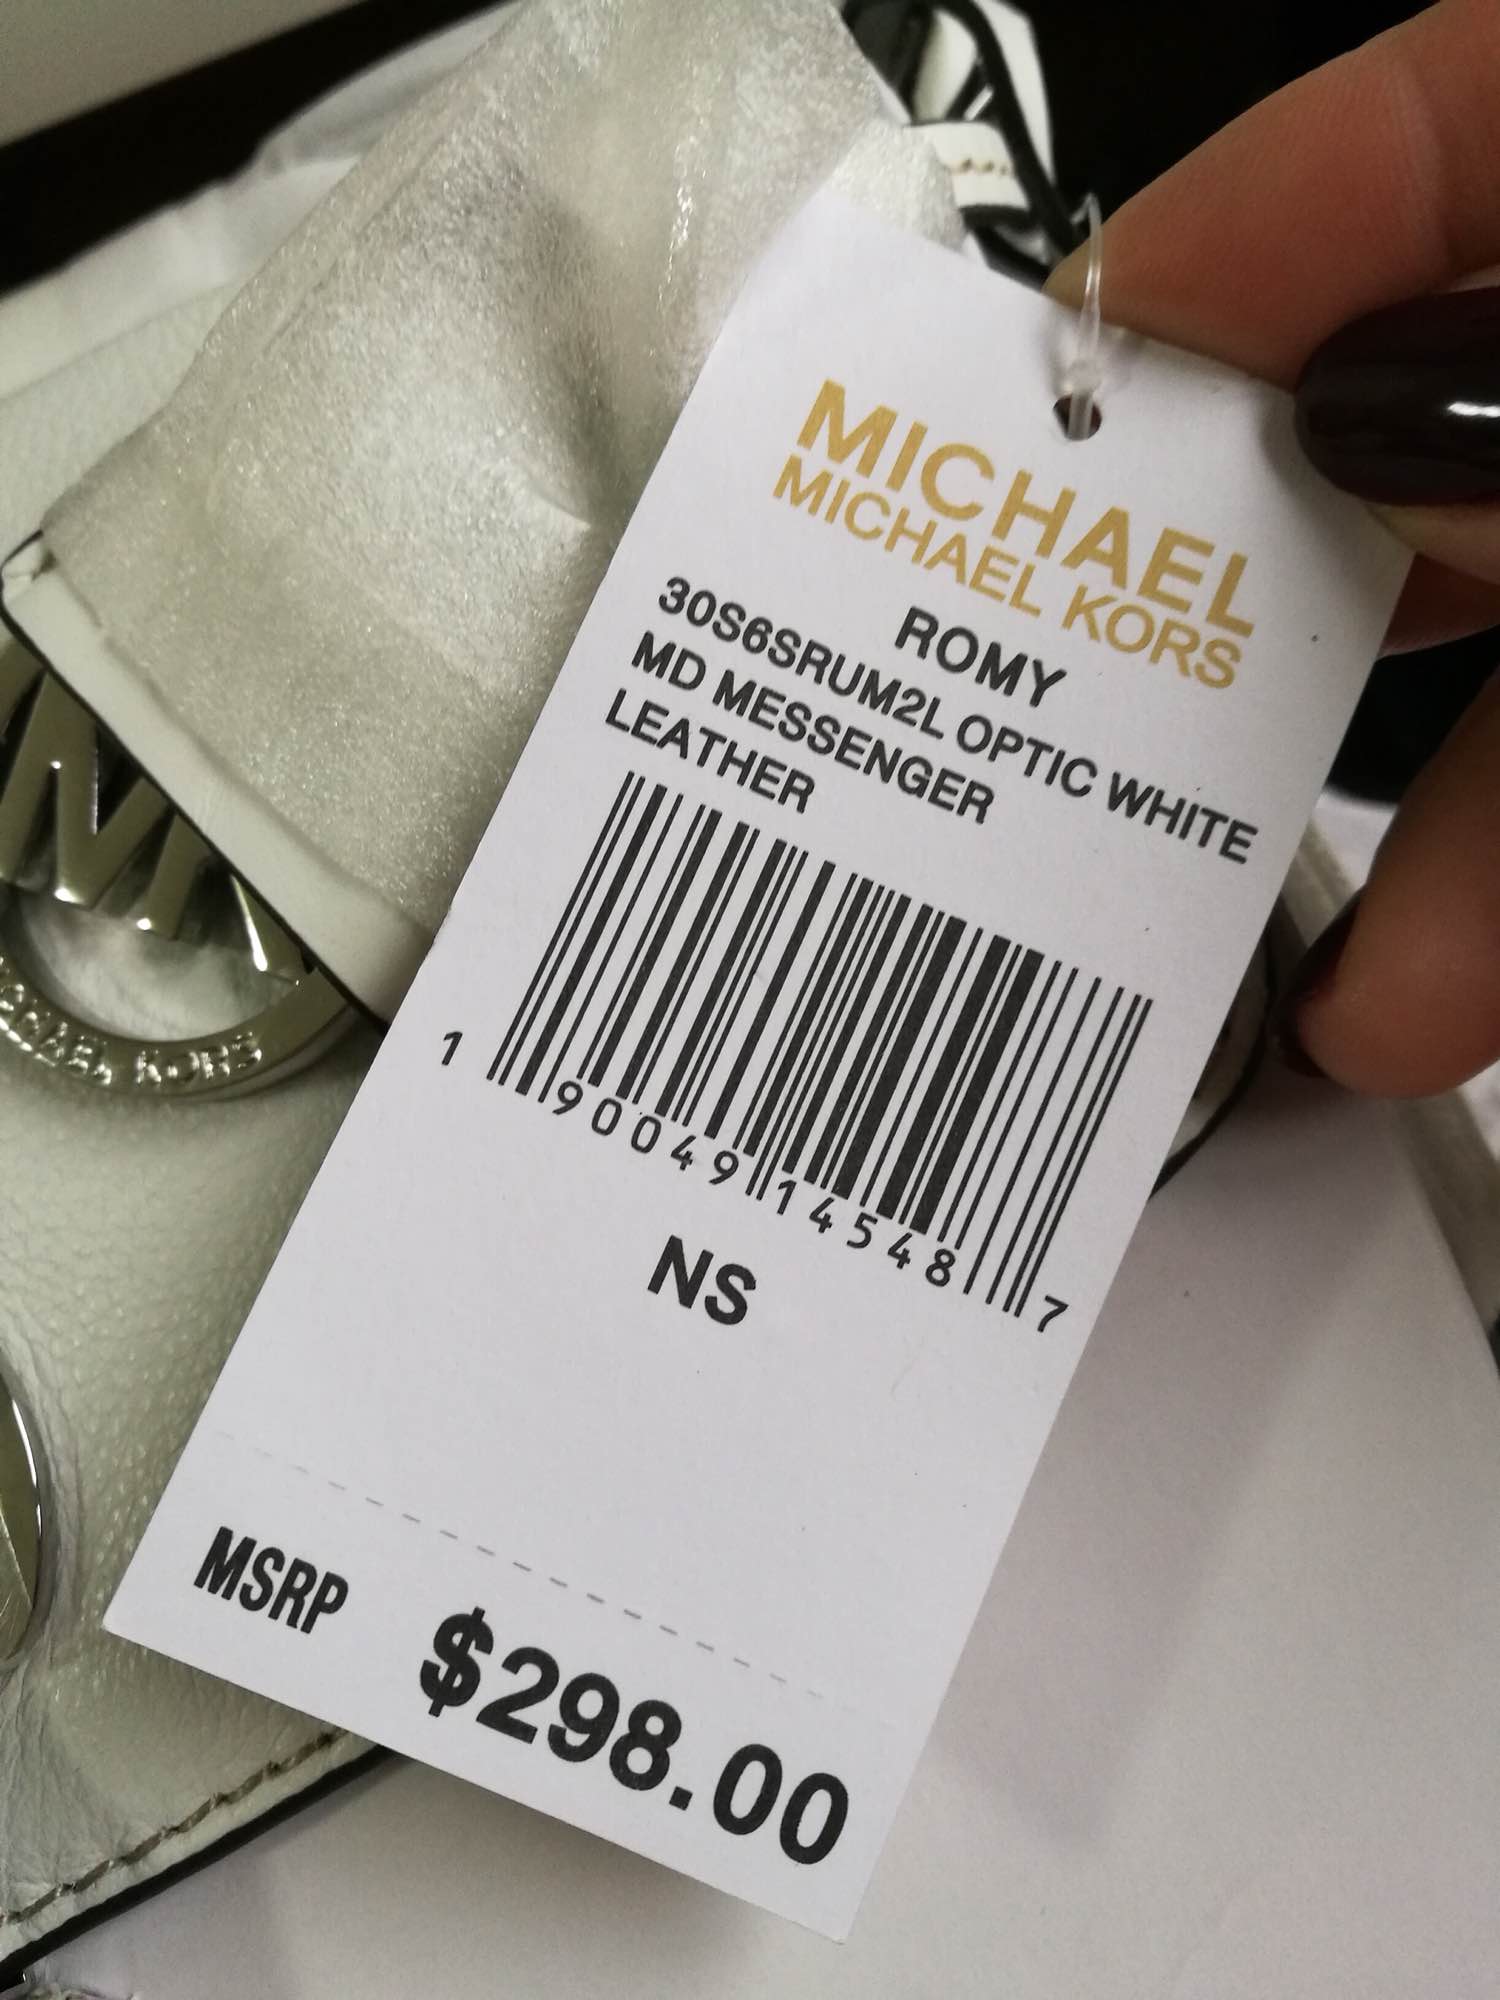 MICHAEL
MICHAEL KORS
ROMY
30S6SRUM2L OPTIC WHITE
MD MESSENGER
LEATHER
1 90049 14548 7
NS
MSRP $298.00
MICHAEL KORS